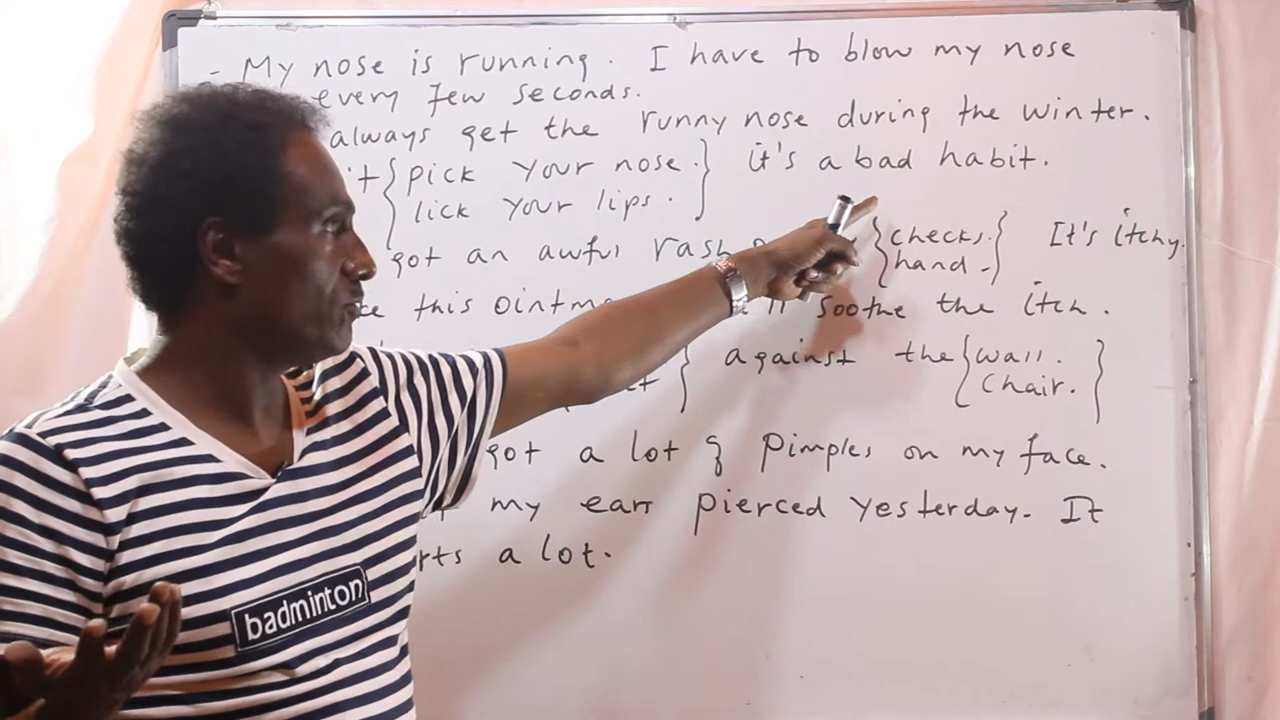 - My nose is running. I have to blow my nose
every few seconds.
always get the runny nose during the winter.
't { pick your nose. } it's a bad habit.
lick your lips.
got an awful rash { checks. } It's itchy.
hand.
this ointm ll soothe the itch.
against the { wall. }
chair.
got a lot of pimples on my face.
my earr pierced yesterday. It
rts a lot.
badminton